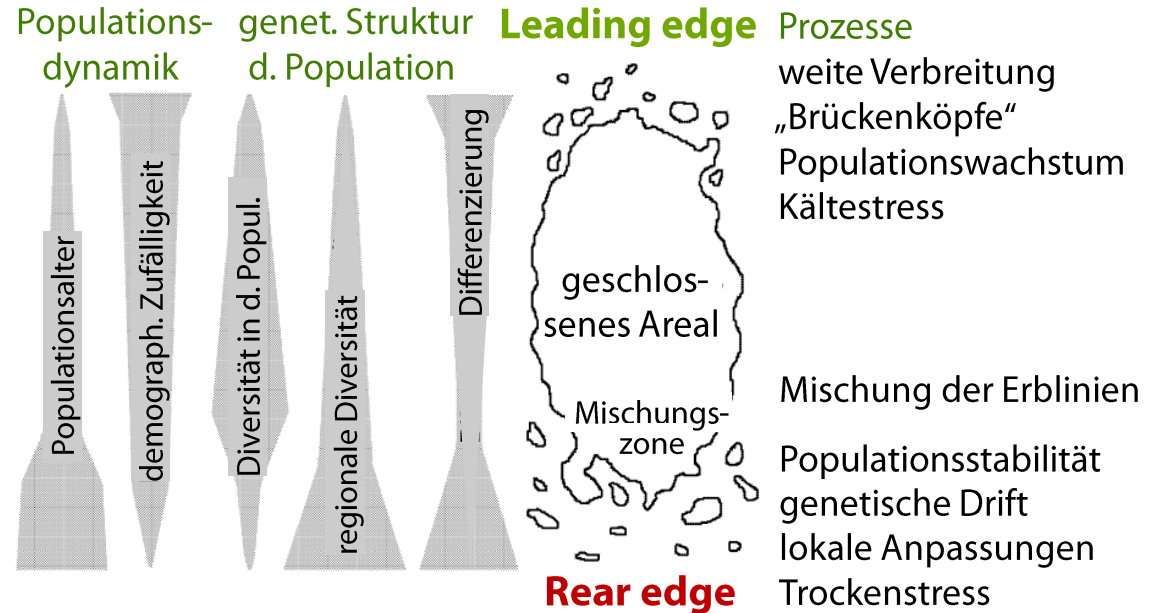 Populations-
dynamik
genet. Struktur
d. Population
Leading edge
Prozesse
weite Verbreitung
„Brückenköpfe“
Populationswachstum
Kältestress
Populationsalter
demograph. Zufälligkeit
Diversität in d. Popul.
regionale Diversität
Differenzierung
geschlos-
senes Areal
Mischungs-
zone
Mischung der Erblinien
Populationsstabilität
genetische Drift
lokale Anpassungen
Trockenstress
Rear edge